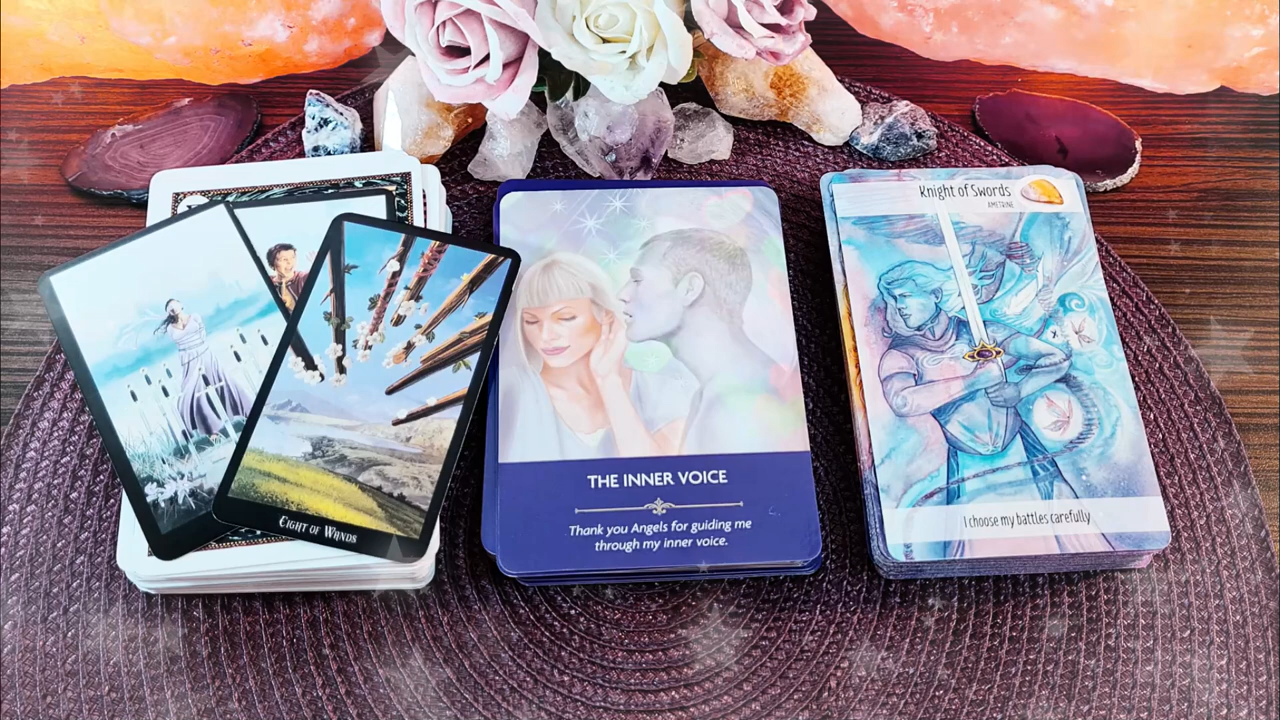 Eight of Wands
THE INNER VOICE
Thank you Angels for guiding me
through my inner voice.
Knight of Swords
AMETRINE
I choose my battles carefully